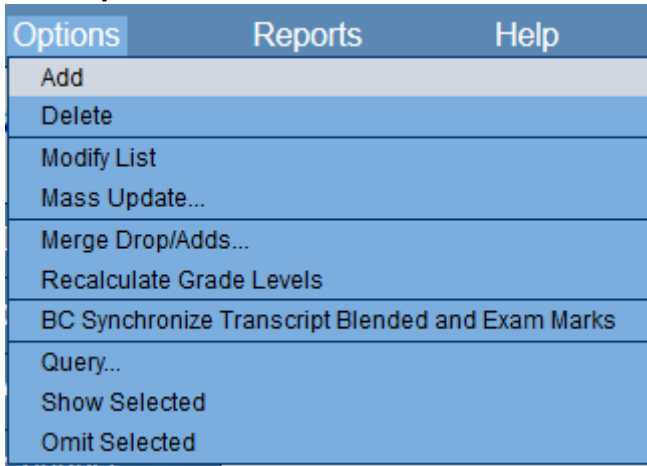 Options Reports Help
Add
Delete
Modify List
Mass Update...
Merge Drop/Adds...
Recalculate Grade Levels
BC Synchronize Transcript Blended and Exam Marks
Query...
Show Selected
Omit Selected